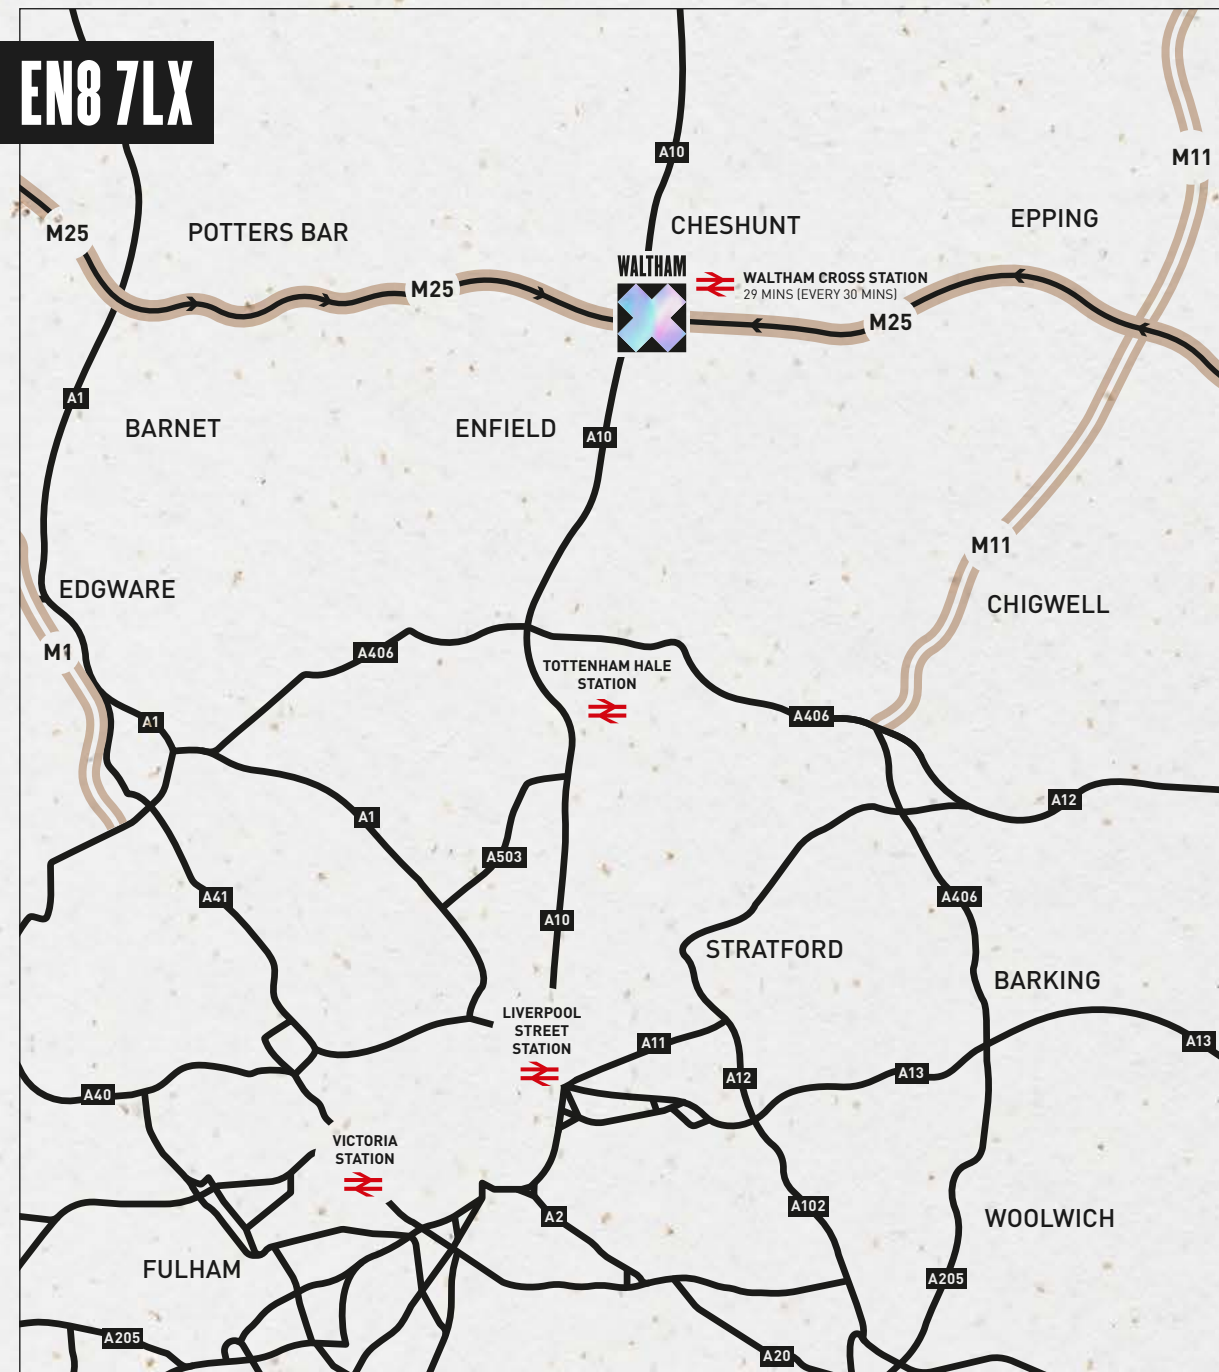 EN8 7LX
A10
M11
M25
POTTERS BAR
CHESHUNT
EPPING
WALTHAM
WALTHAM CROSS STATION
29 MINS (EVERY 30 MINS)
M25
M25
A1
BARNET
ENFIELD
A10
M11
EDGWARE
CHIGWELL
M1
A406
TOTTENHAM HALE
STATION
A1
A406
A12
A1
A503
A41
A10
A406
STRATFORD
BARKING
LIVERPOOL
STREET
STATION
A11
A13
A13
A12
A40
VICTORIA
STATION
A2
A102
WOOLWICH
FULHAM
A205
A205
A20